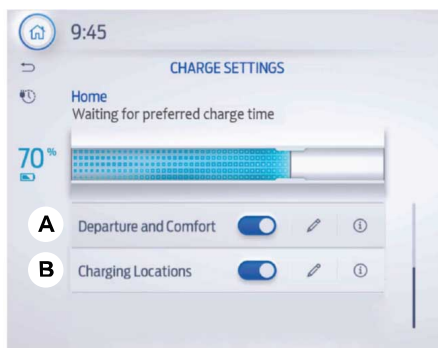 9:45
CHARGE SETTINGS
Home
Waiting for preferred charge time
70%
A Departure and Comfort
B Charging Locations